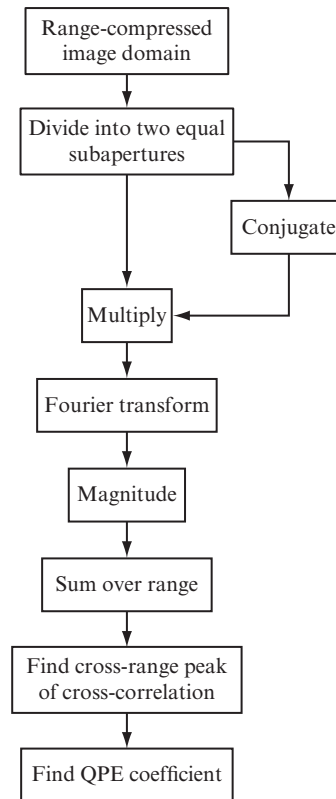 Range-compressed
image domain
Divide into two equal
subapertures
Conjugate
Multiply
Fourier transform
Magnitude
Sum over range
Find cross-range peak
of cross-correlation
Find QPE coefficient